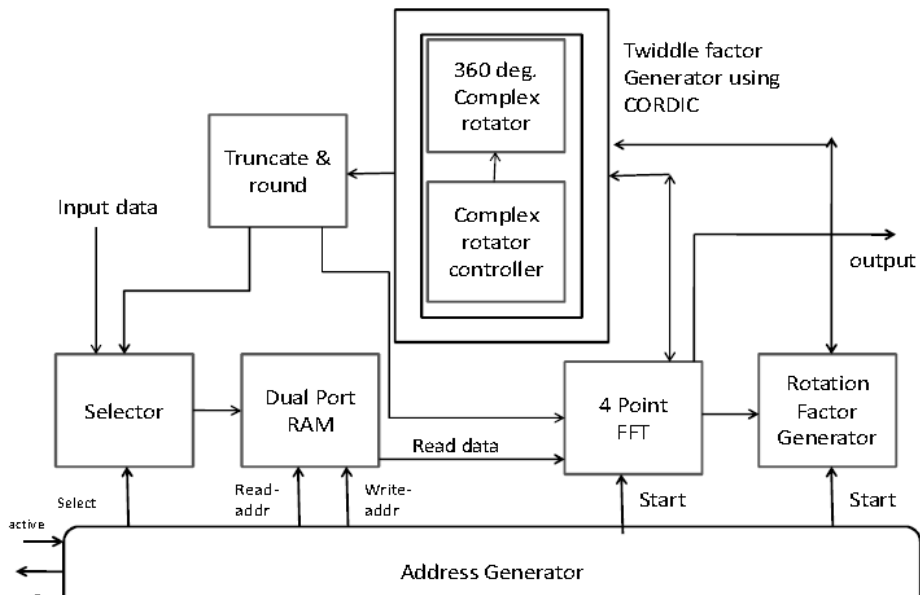 360 deg.
Complex
rotator
Twiddle factor
Generator using
CORDIC
Truncate &
round
Input data
Complex
rotator
controller
output
Selector
Dual Port
RAM
4 Point
FFT
Rotation
Factor
Generator
Read data
Select
Read-
addr
Write-
addr
Start
Start
active
Address Generator